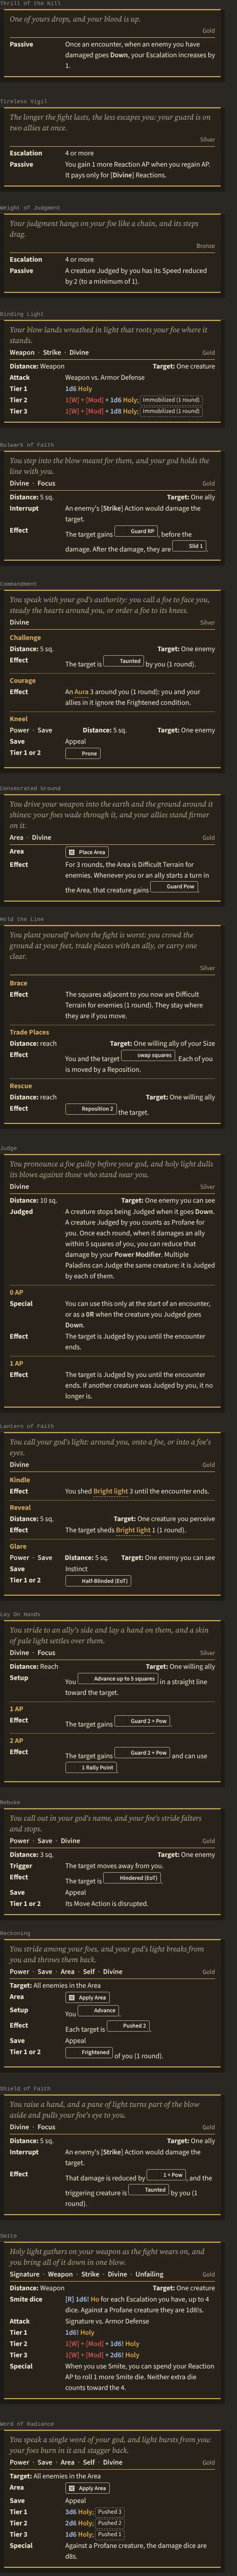 Thrill of the Kill
One of yours drops, and your blood is up.
Gold
Passive Once an encounter, when an enemy you have
damaged goes Down, your Escalation increases by
1.
Tireless Vigil
The longer the fight lasts, the less escapes you: your guard is on
two allies at once.
Silver
Escalation 4 or more
Passive You gain 1 more Reaction AP when you regain AP.
It pays only for [Divine] Reactions.
Weight of Judgment
Your judgment hangs on your foe like a chain, and its steps
drag.
Bronze
Escalation 4 or more
Passive A creature Judged by you has its Speed reduced
by 2 (to a minimum of 1).
Binding Light
Your blow lands wreathed in light that roots your foe where it
stands.
Weapon · Strike · Divine Gold
Distance: Weapon Target: One creature
Attack Weapon vs. Armor Defense
Tier 1 1d6 Holy
Tier 2 1[W] + [Mod] + 1d6 Holy; Immobilized (1 round)
Tier 3 1[W] + [Mod] + 1d8 Holy; Immobilized (1 round)
Bulwark of Faith
You step into the blow meant for them, and your god holds the
line with you.
Divine · Focus Gold
Distance: 5 sq. Target: One ally
Interrupt An enemy's [Strike] Action would damage the
target.
Effect The target gains Guard RP, before the
damage. After the damage, they are Slid 1.
Commandment
You speak with your god's authority: you call a foe to face you,
steady the hearts around you, or order a foe to its knees.
Divine Silver
Challenge
Distance: 5 sq. Target: One enemy
Effect The target is Taunted by you (1 round).
Courage
Effect An Aura 3 around you (1 round): you and your
allies in it ignore the Frightened condition.
Kneel
Power · Save Distance: 5 sq. Target: One enemy
Save Appeal
Tier 1 or 2 Prone
Consecrated Ground
You drive your weapon into the earth and the ground around it
shines: your foes wade through it, and your allies stand firmer
on it.
Area · Divine Gold
Area Place Area
Effect For 3 rounds, the Area is Difficult Terrain for
enemies. Whenever you or an ally starts a turn in
the Area, that creature gains Guard Pow.
Hold the Line
You plant yourself where the fight is worst: you crowd the
ground at your feet, trade places with an ally, or carry one
clear.
Silver
Brace
Effect The squares adjacent to you now are Difficult
Terrain for enemies (1 round). They stay where
they are if you move.
Trade Places
Distance: reach Target: One willing ally of your Size
Effect You and the target swap squares. Each of you
is moved by a Reposition.
Rescue
Distance: reach Target: One willing ally
Effect Reposition 2 the target.
Judge
You pronounce a foe guilty before your god, and holy light dulls
its blows against those who stand near you.
Divine Silver
Distance: 10 sq. Target: One enemy you can see
Judged A creature stops being Judged when it goes Down.
A creature Judged by you counts as Profane for
you. Once each round, when it damages an ally
within 5 squares of you, you can reduce that
damage by your Power Modifier. Multiple
Paladins can Judge the same creature: it is Judged
by each of them.
0 AP
Special You can use this only at the start of an encounter,
or as a 0R when the creature you Judged goes
Down.
Effect The target is Judged by you until the encounter
ends.
1 AP
Effect The target is Judged by you until the encounter
ends. If another creature was Judged by you, it no
longer is.
Lantern of Faith
You call your god's light: around you, onto a foe, or into a foe's
eyes.
Divine Gold
Kindle
Effect You shed Bright light 3 until the encounter ends.
Reveal
Distance: 5 sq. Target: One creature you perceive
Effect The target sheds Bright light 1 (1 round).
Glare
Power · Save Distance: 5 sq. Target: One enemy you can see
Save Instinct
Tier 1 or 2 Half-Blinded (EoT)
Lay On Hands
You stride to an ally's side and lay a hand on them, and a skin
of pale light settles over them.
Divine · Focus Silver
Distance: Reach Target: One willing ally
Setup You Advance up to 5 squares in a straight line
toward the target.
1 AP
Effect The target gains Guard 2 + Pow.
2 AP
Effect The target gains Guard 2 + Pow and can use
1 Rally Point.
Rebuke
You call out in your god's name, and your foe's stride falters
and stops.
Power · Save · Divine Gold
Distance: 3 sq. Target: One enemy
Trigger The target moves away from you.
Effect The target is Hindered (EoT).
Save Appeal
Tier 1 or 2 Its Move Action is disrupted.
Reckoning
You stride among your foes, and your god's light breaks from
you and throws them back.
Power · Save · Area · Self · Divine Gold
Target: All enemies in the Area
Area Apply Area
Setup You Advance.
Effect Each target is Pushed 2.
Save Appeal
Tier 1 or 2 Frightened of you (1 round).
Shield of Faith
You raise a hand, and a pane of light turns part of the blow
aside and pulls your foe's eye to you.
Divine · Focus Gold
Distance: 5 sq. Target: One ally
Interrupt An enemy's [Strike] Action would damage the
target.
Effect That damage is reduced by 1 + Pow, and the
triggering creature is Taunted by you (1
round).
Smite
Holy light gathers on your weapon as the fight wears on, and
you bring all of it down in one blow.
Signature · Weapon · Strike · Divine · Unfailing Gold
Distance: Weapon Target: One creature
Smite dice [R] 1d6! Ho for each Escalation you have, up to 4
dice. Against a Profane creature they are 1d8!s.
Attack Signature vs. Armor Defense
Tier 1 1d6! Holy
Tier 2 1[W] + [Mod] + 1d6! Holy
Tier 3 1[W] + [Mod] + 2d6! Holy
Special When you use Smite, you can spend your Reaction
AP to roll 1 more Smite die. Neither extra die
counts toward the 4.
Word of Radiance
You speak a single word of your god, and light bursts from you:
your foes burn in it and stagger back.
Power · Save · Area · Self · Divine Gold
Target: All enemies in the Area
Area Apply Area
Save Appeal
Tier 1 3d6 Holy; Pushed 3
Tier 2 2d6 Holy; Pushed 2
Tier 3 1d6 Holy; Pushed 1
Special Against a Profane creature, the damage dice are
d8s.